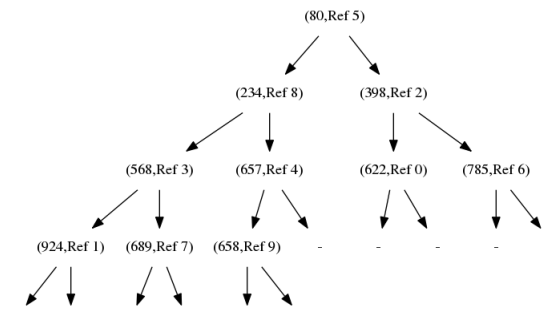 (80,Ref 5)
(234,Ref 8) (398,Ref 2)
(568,Ref 3) (657,Ref 4) (622,Ref 0) (785,Ref 6)
(924,Ref 1) (689,Ref 7) (658,Ref 9) - - - -